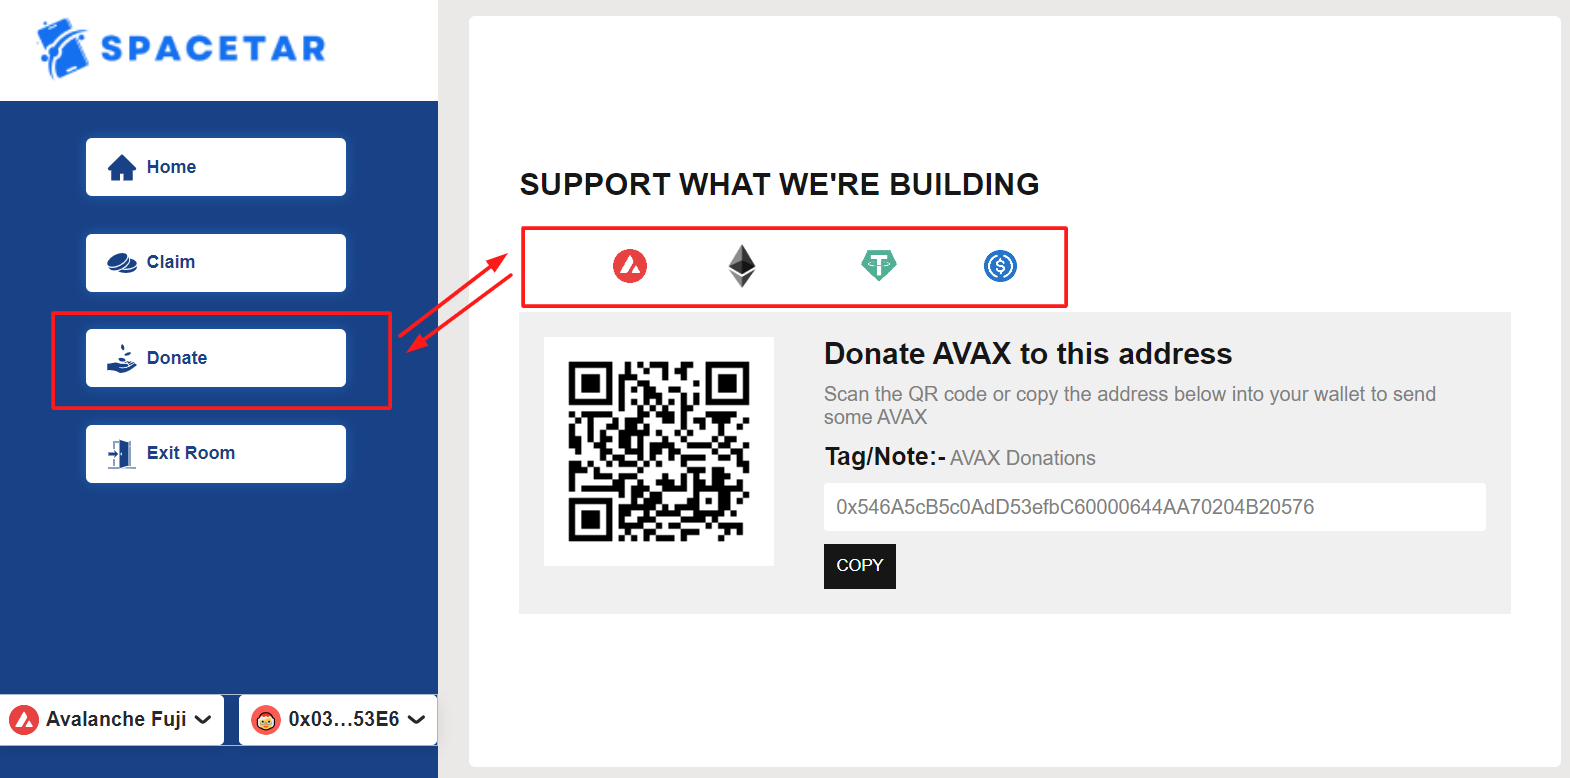 SPACETAR
Home
Claim
Donate
Exit Room
Avalanche Fuji
0x03...53E6
SUPPORT WHAT WE'RE BUILDING
Donate AVAX to this address
Scan the QR code or copy the address below into your wallet to send
some AVAX
Tag/Note:- AVAX Donations
0x546A5cB5c0AdD53efbC60000644AA70204B20576
COPY